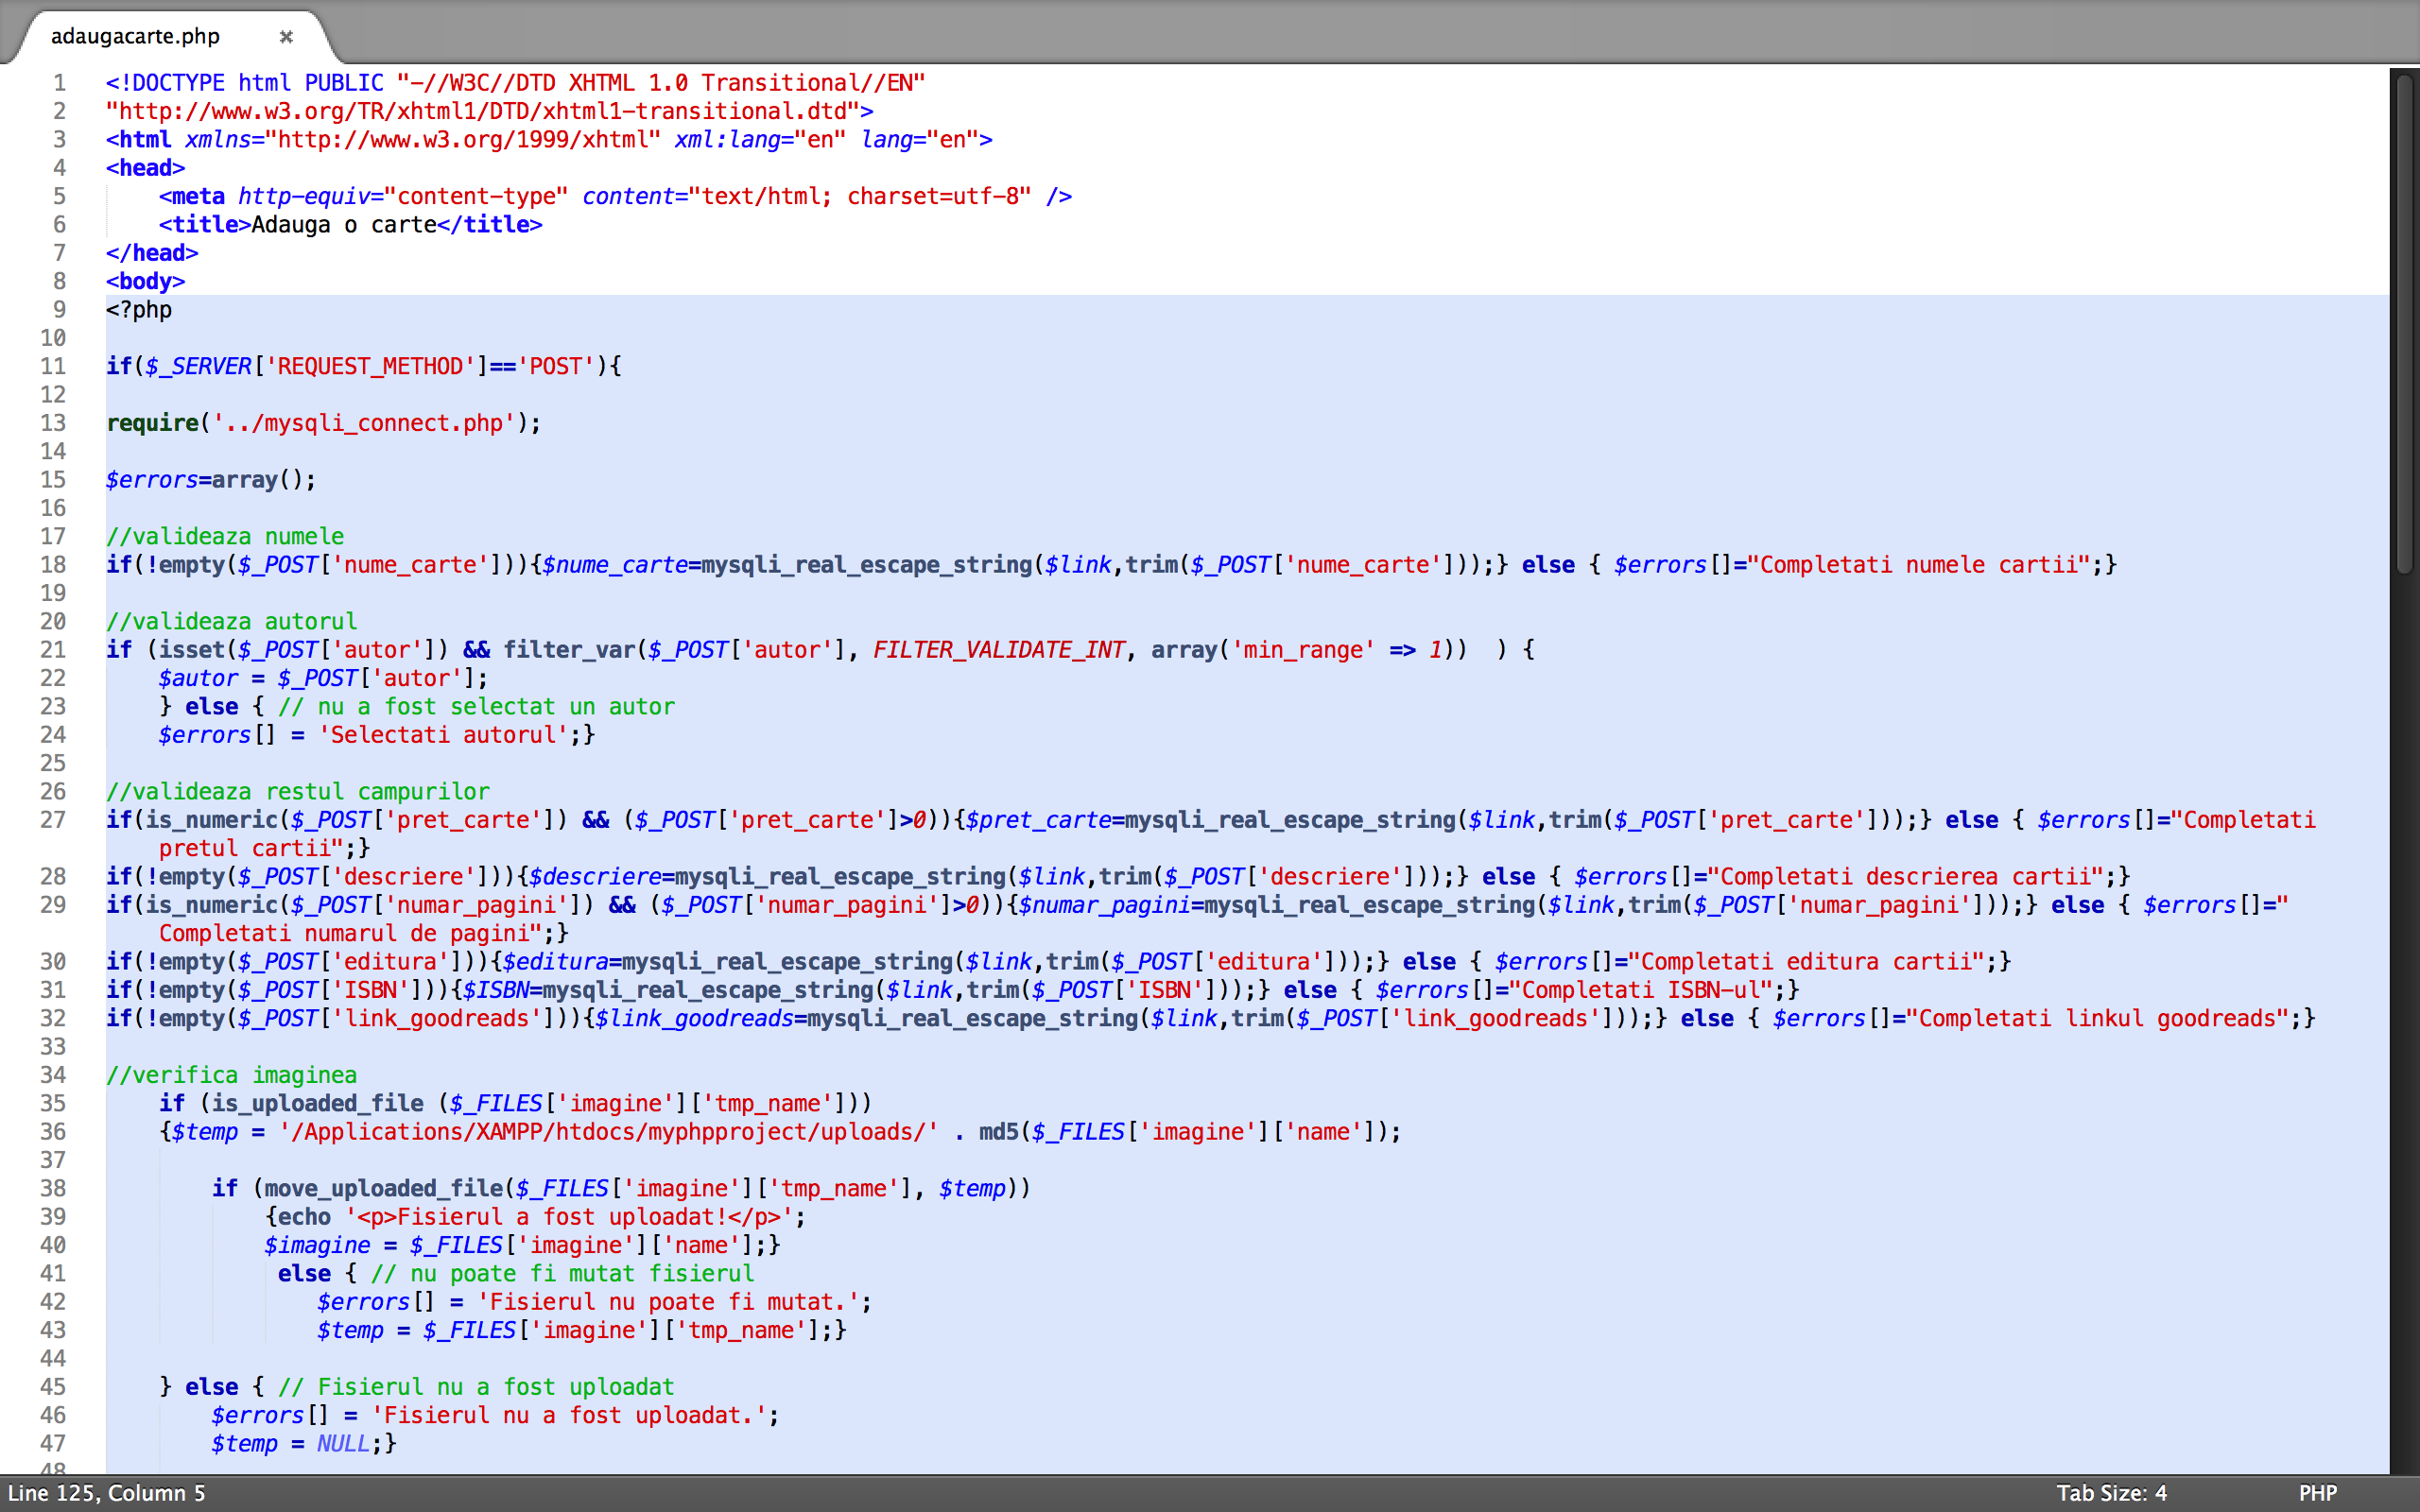 adaugacarte.php ×
1 <!DOCTYPE html PUBLIC "-//W3C//DTD XHTML 1.0 Transitional//EN"
2 "http://www.w3.org/TR/xhtml1/DTD/xhtml1-transitional.dtd">
3 <html xmlns="http://www.w3.org/1999/xhtml" xml:lang="en" lang="en">
4 <head>
5     <meta http-equiv="content-type" content="text/html; charset=utf-8" />
6     <title>Adauga o carte</title>
7 </head>
8 <body>
9 <?php
10
11 if($_SERVER['REQUEST_METHOD']=='POST'){
12
13 require('../mysqli_connect.php');
14
15 $errors=array();
16
17 //valideaza numele
18 if(!empty($_POST['nume_carte'])){$nume_carte=mysqli_real_escape_string($link,trim($_POST['nume_carte']));} else { $errors[]="Completati numele cartii";}
19
20 //valideaza autorul
21 if (isset($_POST['autor']) && filter_var($_POST['autor'], FILTER_VALIDATE_INT, array('min_range' => 1))  ) {
22     $autor = $_POST['autor'];
23     } else { // nu a fost selectat un autor
24     $errors[] = 'Selectati autorul';}
25
26 //valideaza restul campurilor
27 if(is_numeric($_POST['pret_carte']) && ($_POST['pret_carte']>0)){$pret_carte=mysqli_real_escape_string($link,trim($_POST['pret_carte']));} else { $errors[]="Completati
    pretul cartii";}
28 if(!empty($_POST['descriere'])){$descriere=mysqli_real_escape_string($link,trim($_POST['descriere']));} else { $errors[]="Completati descrierea cartii";}
29 if(is_numeric($_POST['numar_pagini']) && ($_POST['numar_pagini']>0)){$numar_pagini=mysqli_real_escape_string($link,trim($_POST['numar_pagini']));} else { $errors[]="
    Completati numarul de pagini";}
30 if(!empty($_POST['editura'])){$editura=mysqli_real_escape_string($link,trim($_POST['editura']));} else { $errors[]="Completati editura cartii";}
31 if(!empty($_POST['ISBN'])){$ISBN=mysqli_real_escape_string($link,trim($_POST['ISBN']));} else { $errors[]="Completati ISBN-ul";}
32 if(!empty($_POST['link_goodreads'])){$link_goodreads=mysqli_real_escape_string($link,trim($_POST['link_goodreads']));} else { $errors[]="Completati linkul goodreads";}
33
34 //verifica imaginea
35     if (is_uploaded_file ($_FILES['imagine']['tmp_name']))
36     {$temp = '/Applications/XAMPP/htdocs/myphpproject/uploads/' . md5($_FILES['imagine']['name']);
37
38         if (move_uploaded_file($_FILES['imagine']['tmp_name'], $temp))
39             {echo '<p>Fisierul a fost uploadat!</p>';
40             $imagine = $_FILES['imagine']['name'];}
41              else { // nu poate fi mutat fisierul
42                 $errors[] = 'Fisierul nu poate fi mutat.';
43                 $temp = $_FILES['imagine']['tmp_name'];}
44
45     } else { // Fisierul nu a fost uploadat
46         $errors[] = 'Fisierul nu a fost uploadat.';
47         $temp = NULL;}
48
Line 125, Column 5 Tab Size: 4 PHP